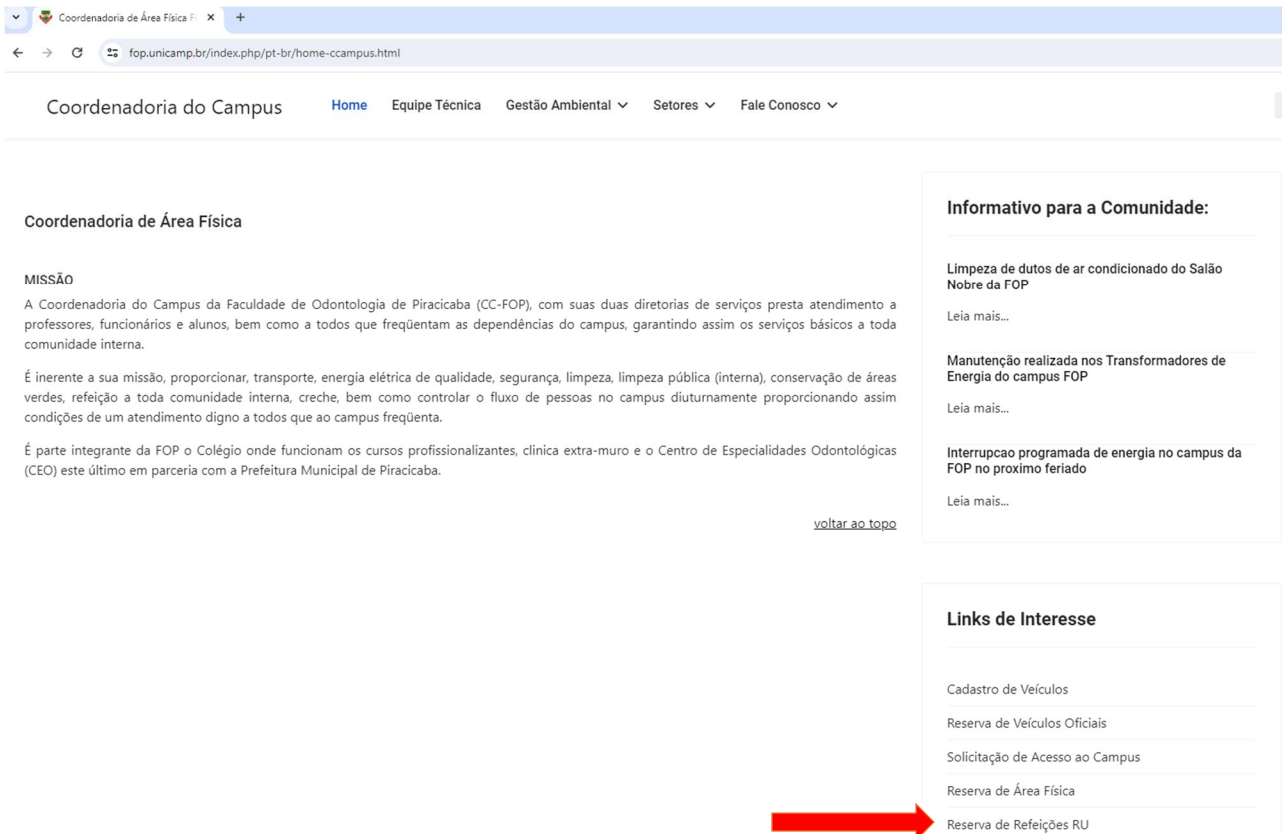 Coordenadoria de Área Física F
fop.unicamp.br/index.php/pt-br/home-ccampus.html
Coordenadoria do Campus Home Equipe Técnica Gestão Ambiental Setores Fale Conosco
Coordenadoria de Área Física
MISSÃO
A Coordenadoria do Campus da Faculdade de Odontologia de Piracicaba (CC-FOP), com suas duas diretorias de serviços presta atendimento a
professores, funcionários e alunos, bem como a todos que freqüentam as dependências do campus, garantindo assim os serviços básicos a toda
comunidade interna.
É inerente a sua missão, proporcionar, transporte, energia elétrica de qualidade, segurança, limpeza, limpeza pública (interna), conservação de áreas
verdes, refeição a toda comunidade interna, creche, bem como controlar o fluxo de pessoas no campus diuturnamente proporcionando assim
condições de um atendimento digno a todos que ao campus freqüenta.
É parte integrante da FOP o Colégio onde funcionam os cursos profissionalizantes, clinica extra-muro e o Centro de Especialidades Odontológicas
(CEO) este último em parceria com a Prefeitura Municipal de Piracicaba.
voltar ao topo
Informativo para a Comunidade:
Limpeza de dutos de ar condicionado do Salão
Nobre da FOP
Leia mais...
Manutenção realizada nos Transformadores de
Energia do campus FOP
Leia mais...
Interrupcao programada de energia no campus da
FOP no proximo feriado
Leia mais...
Links de Interesse
Cadastro de Veículos
Reserva de Veículos Oficiais
Solicitação de Acesso ao Campus
Reserva de Área Física
Reserva de Refeições RU